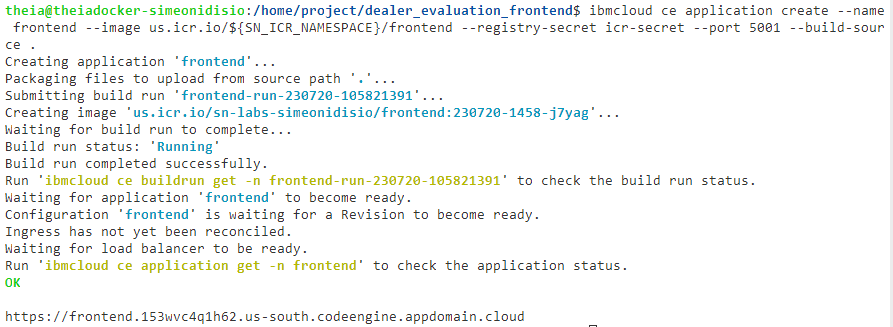 theia@theiadocker-simeonidisio:/home/project/dealer_evaluation_frontend$ ibmcloud ce application create --name
 frontend --image us.icr.io/${SN_ICR_NAMESPACE}/frontend --registry-secret icr-secret --port 5001 --build-sour
ce .
Creating application 'frontend'...
Packaging files to upload from source path '.'...
Submitting build run 'frontend-run-230720-105821391'...
Creating image 'us.icr.io/sn-labs-simeonidisio/frontend:230720-1458-j7yag'...
Waiting for build run to complete...
Build run status: 'Running'
Build run completed successfully.
Run 'ibmcloud ce buildrun get -n frontend-run-230720-105821391' to check the build run status.
Waiting for application 'frontend' to become ready.
Configuration 'frontend' is waiting for a Revision to become ready.
Ingress has not yet been reconciled.
Waiting for load balancer to be ready.
Run 'ibmcloud ce application get -n frontend' to check the application status.
OK
https://frontend.153wvc4q1h62.us-south.codeengine.appdomain.cloud